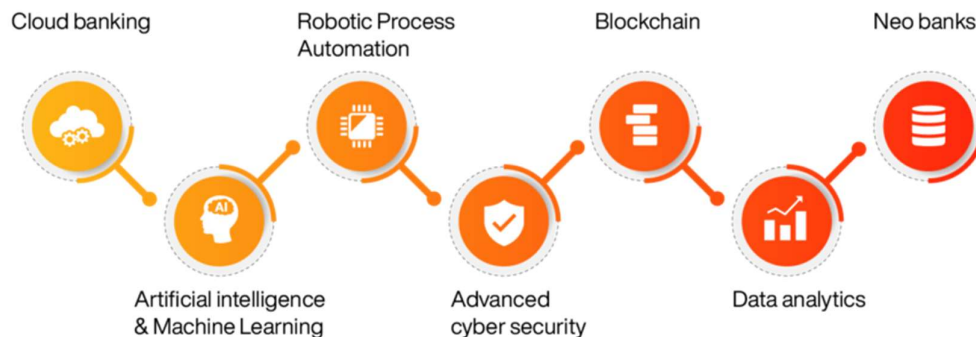 Cloud banking
Artificial intelligence
& Machine Learning
Robotic Process
Automation
Advanced
cyber security
Blockchain
Data analytics
Neo banks
AI